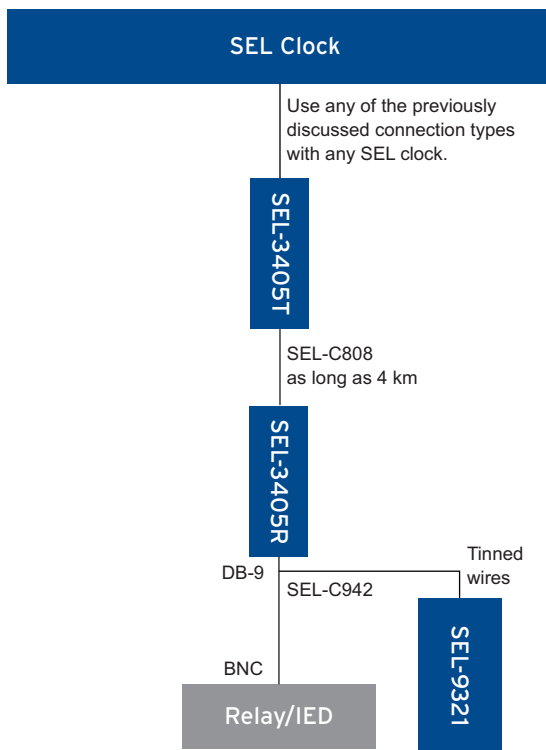 SEL Clock
Use any of the previously
discussed connection types
with any SEL clock.
SEL-3405T
SEL-C808
as long as 4 km
SEL-3405R
DB-9
SEL-C942
Tinned
wires
SEL-9321
BNC
Relay/IED